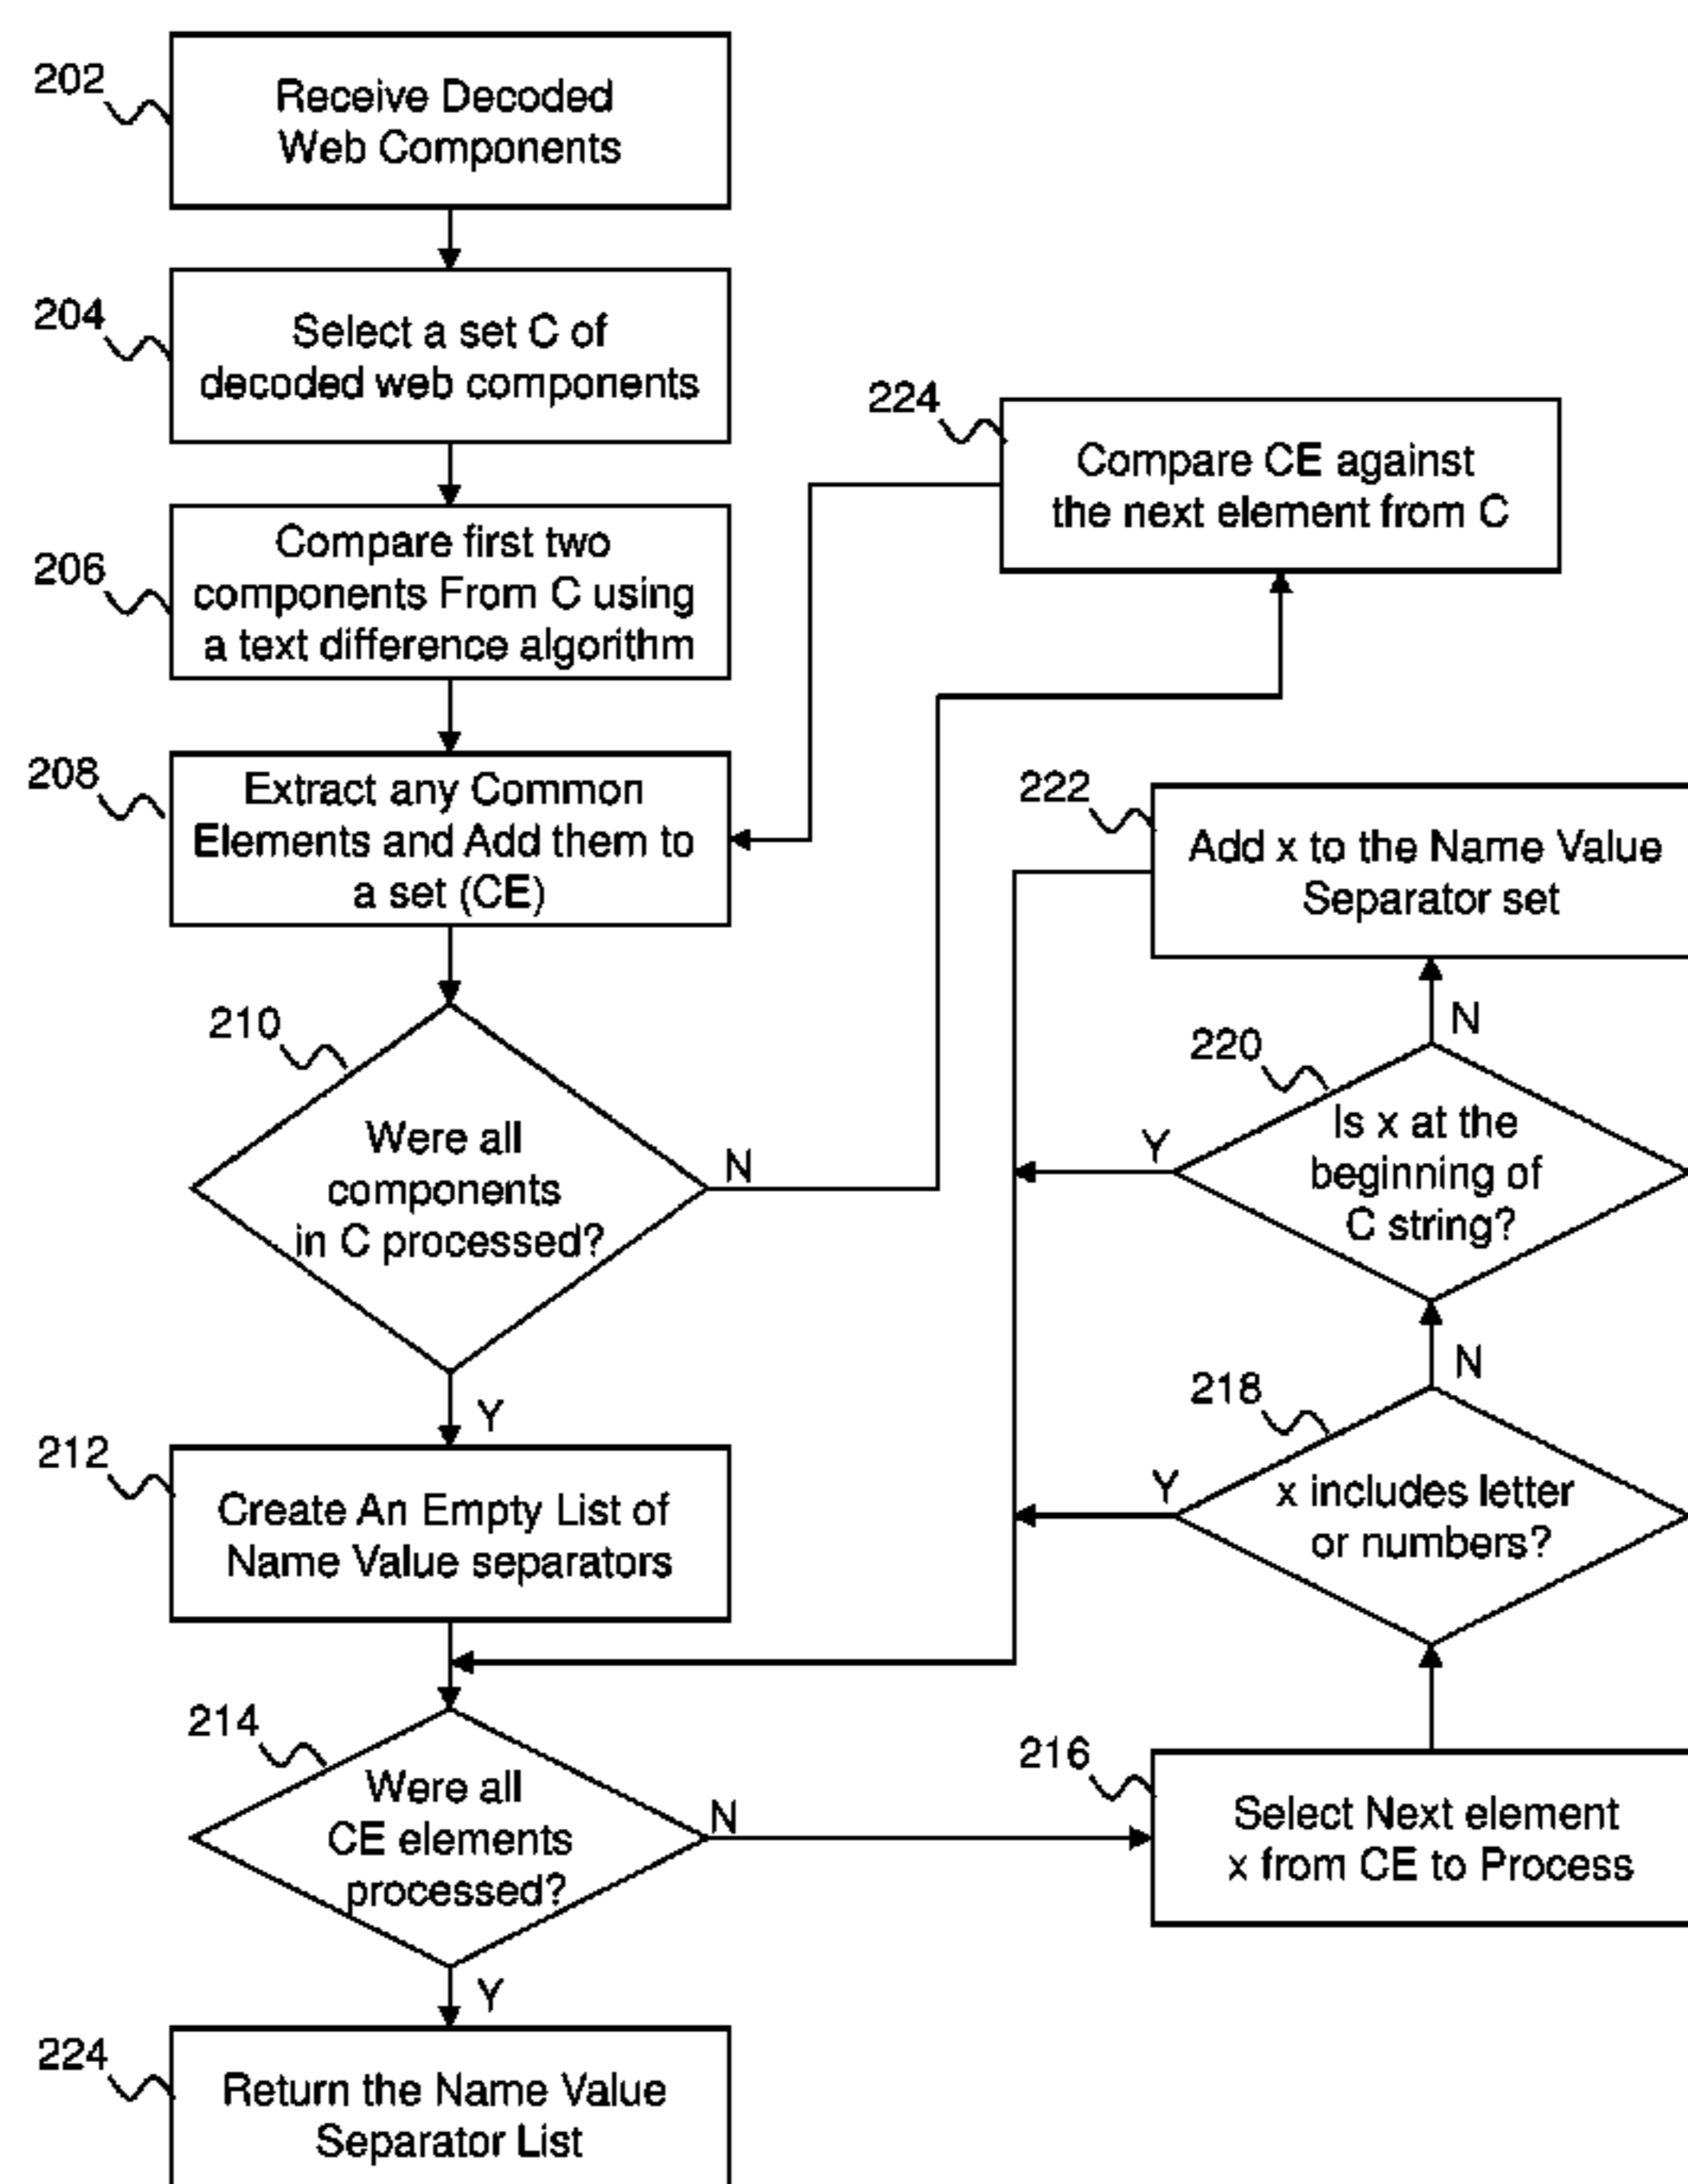 202
Receive Decoded
Web Components
204
Select a set C of
decoded web components
224
Compare CE against
the next element from C
206
Compare first two
components From C using
a text difference algorithm
208
Extract any Common
Elements and Add them to
a set (CE)
222
Add x to the Name Value
Separator set
N
210
Were all
components
in C processed?
N
220
Is x at the
beginning of
C string?
Y
N
Y
218
x includes letter
or numbers?
Y
212
Create An Empty List of
Name Value separators
214
Were all
CE elements
processed?
N
216
Select Next element
x from CE to Process
Y
224
Return the Name Value
Separator List